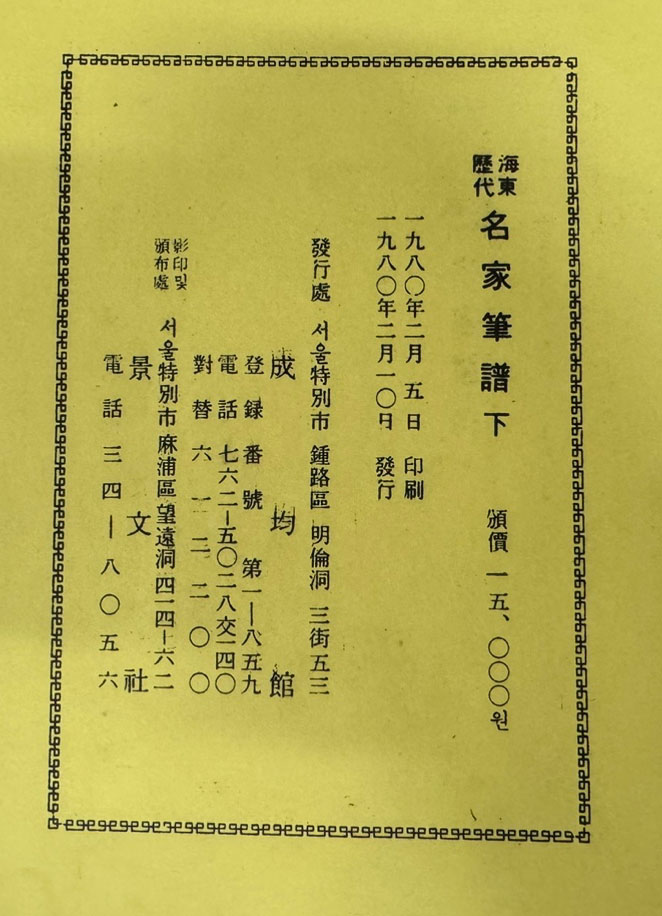 海東歷代 名家筆譜 下 頒價 一五、〇〇〇원
一九八〇年二月 五日 印刷
一九八〇年二月一〇日 發行
發行處 서울特別市 鍾路區 明倫洞 三街五三
成均館
登録番號 第一―八五九
電話 七六二―五〇二八交一四〇
對替 六一三二〇〇
影印및頒布處 서울特別市 麻浦區 望遠洞 四一四―六二
景文社
電話 三四―八〇五六